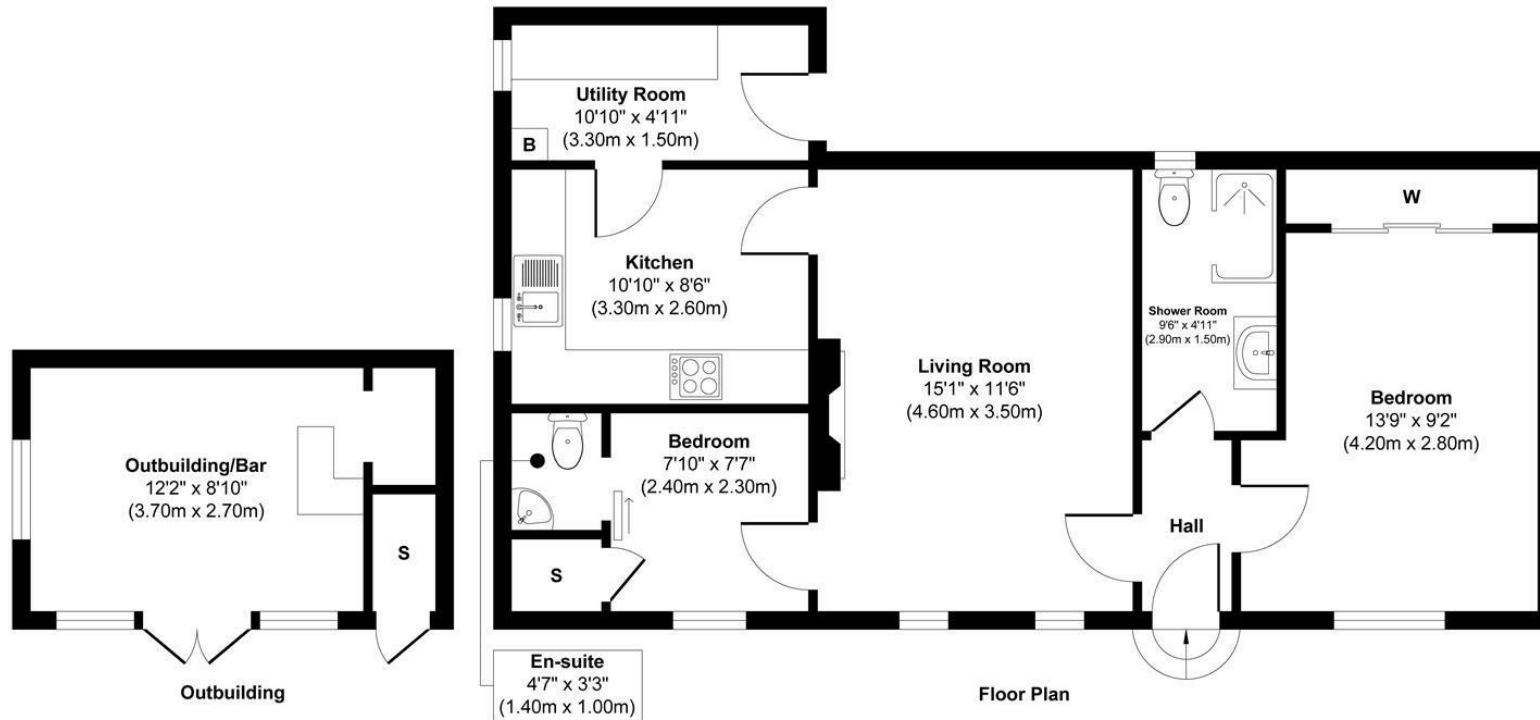 Utility Room
10'10" x 4'11"
(3.30m x 1.50m)
B
Kitchen
10'10" x 8'6"
(3.30m x 2.60m)
Living Room
15'1" x 11'6"
(4.60m x 3.50m)
Shower Room
9'6" x 4'11"
(2.90m x 1.50m)
W
Bedroom
13'9" x 9'2"
(4.20m x 2.80m)
Bedroom
7'10" x 7'7"
(2.40m x 2.30m)
S
Hall
En-suite
4'7" x 3'3"
(1.40m x 1.00m)
Floor Plan
Outbuilding/Bar
12'2" x 8'10"
(3.70m x 2.70m)
S
Outbuilding